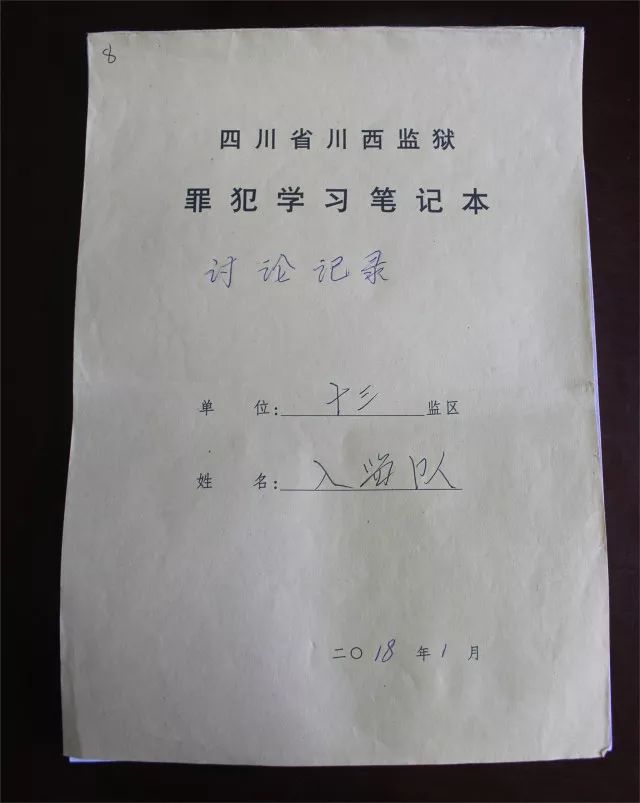 8
四川省川西监狱
罪犯学习笔记本
讨论记录
单 位:十三监区
姓 名:入监队
二〇18年1月